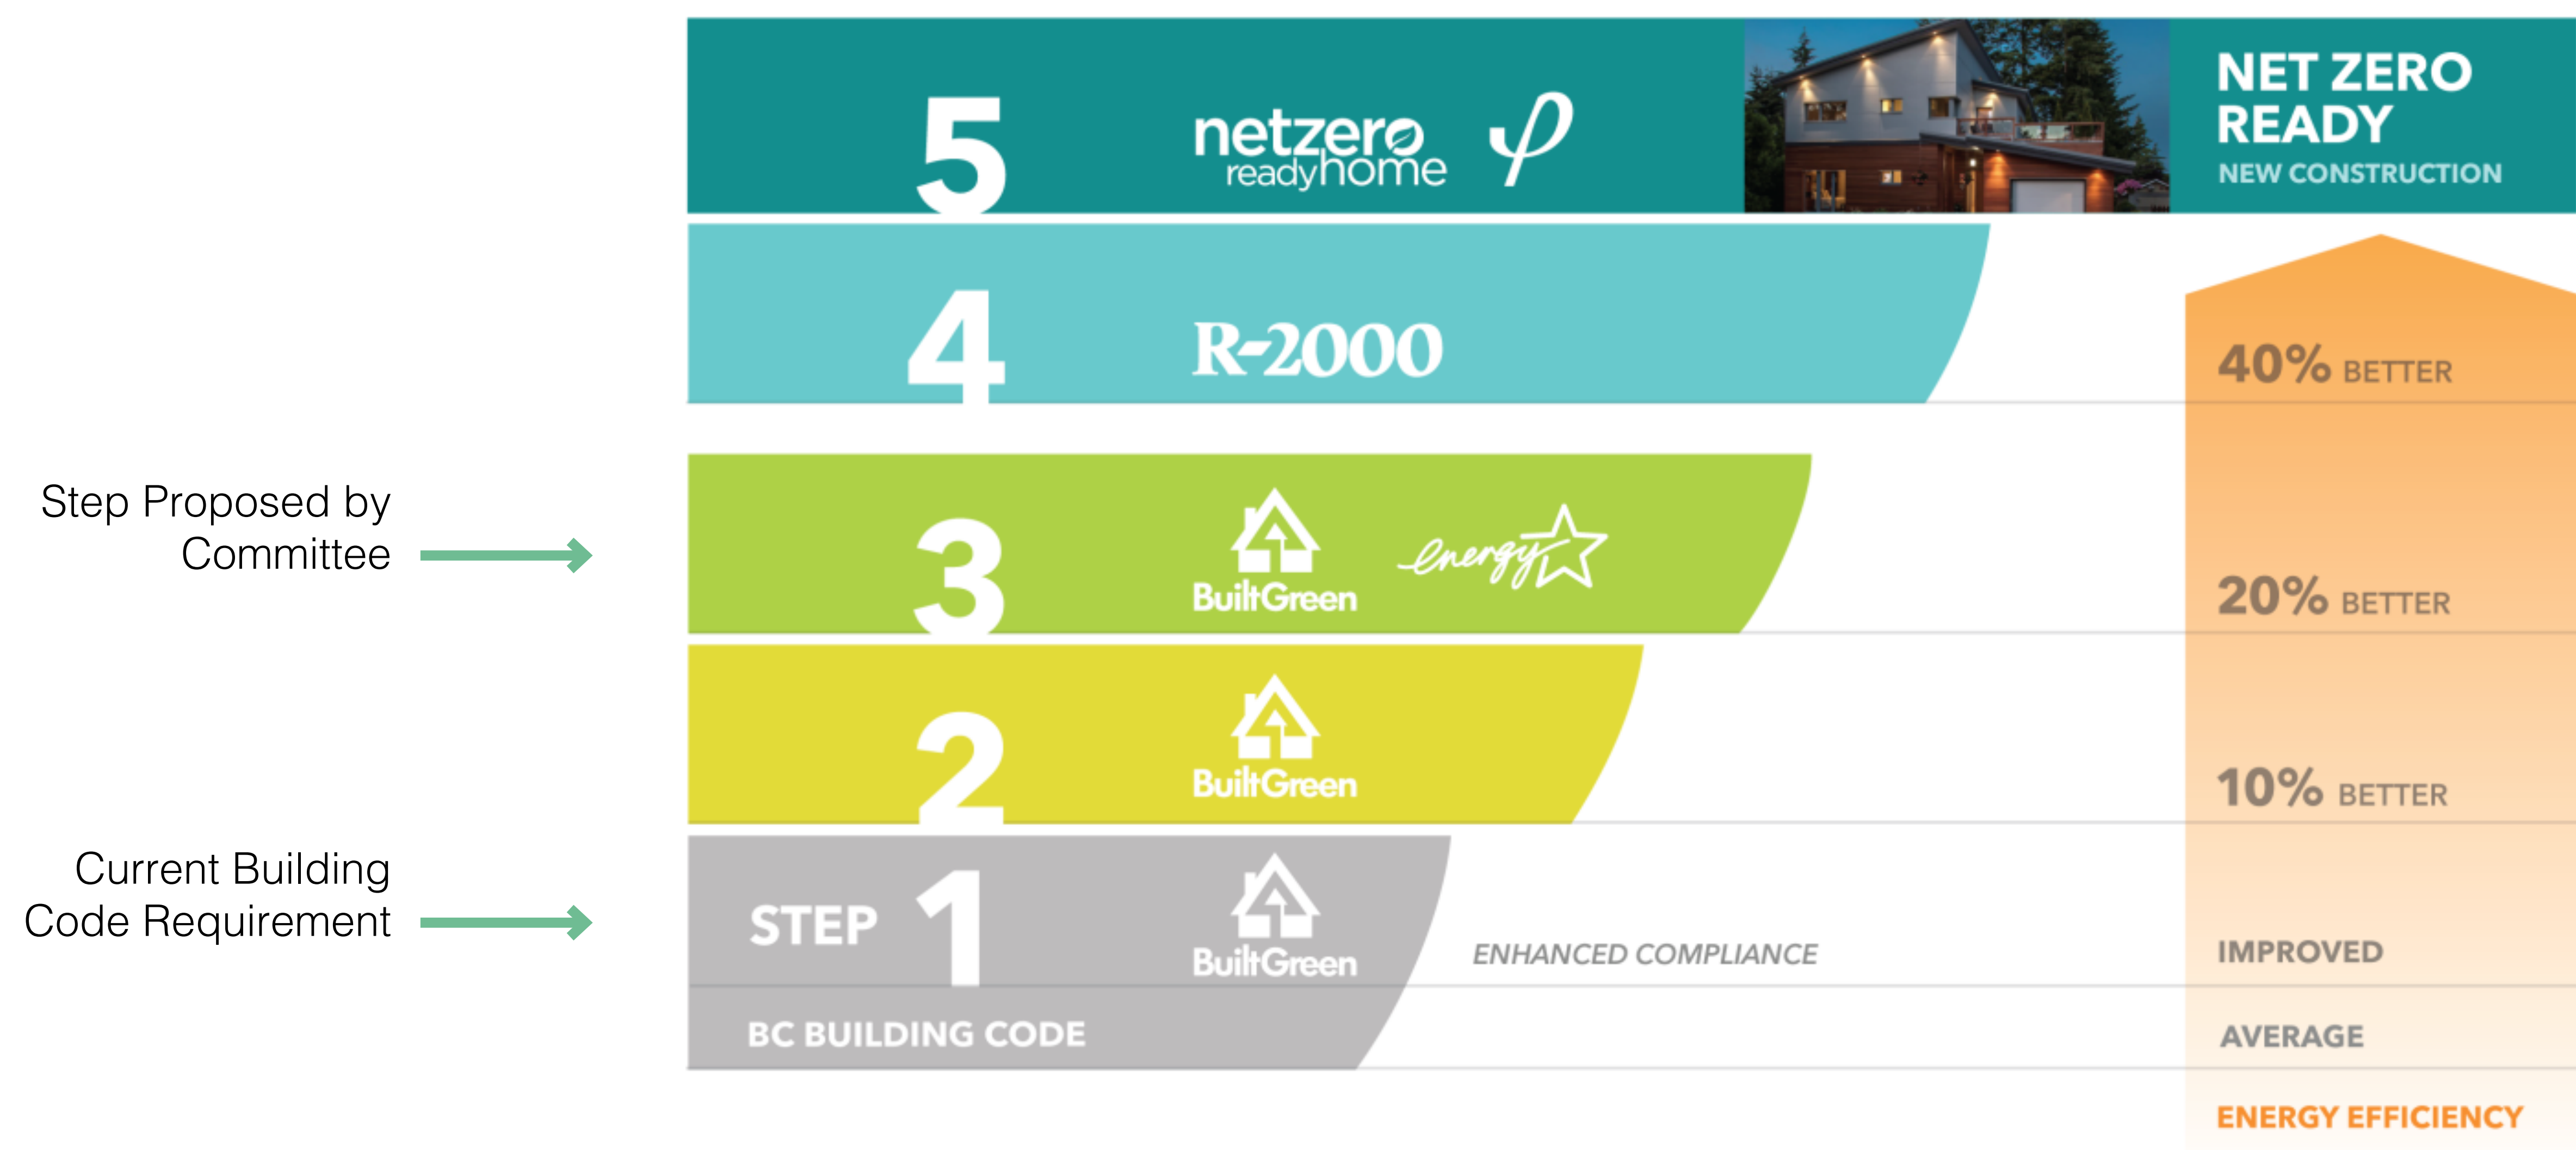 5
netzero
readyhome
NET ZERO
READY
NEW CONSTRUCTION
4
R-2000
40% BETTER
Step Proposed by
Committee
3
BuiltGreen
energy
20% BETTER
2
BuiltGreen
10% BETTER
Current Building
Code Requirement
STEP 1
BuiltGreen
ENHANCED COMPLIANCE
IMPROVED
BC BUILDING CODE
AVERAGE
ENERGY EFFICIENCY